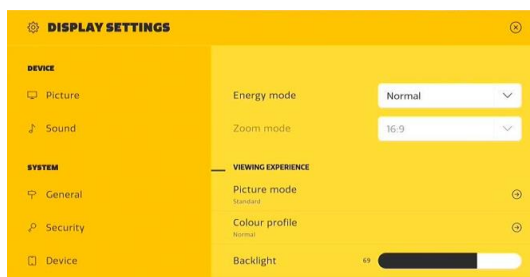 DISPLAY SETTINGS
DEVICE
Picture
Sound
SYSTEM
General
Security
Device
Energy mode
Normal
Zoom mode
16:9
VIEWING EXPERIENCE
Picture mode
Standard
Colour profile
Normal
Backlight
69